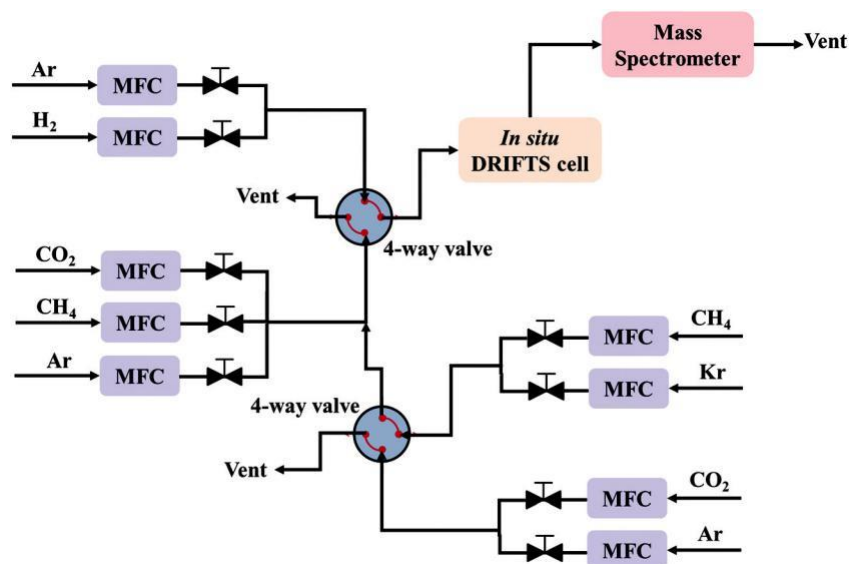 Mass
Spectrometer
Vent
Ar
MFC
H₂
MFC
In situ
DRIFTS cell
Vent
4-way valve
CO₂
MFC
CH₄
MFC
Ar
MFC
CH₄
MFC
Kr
MFC
4-way valve
Vent
CO₂
MFC
Ar
MFC